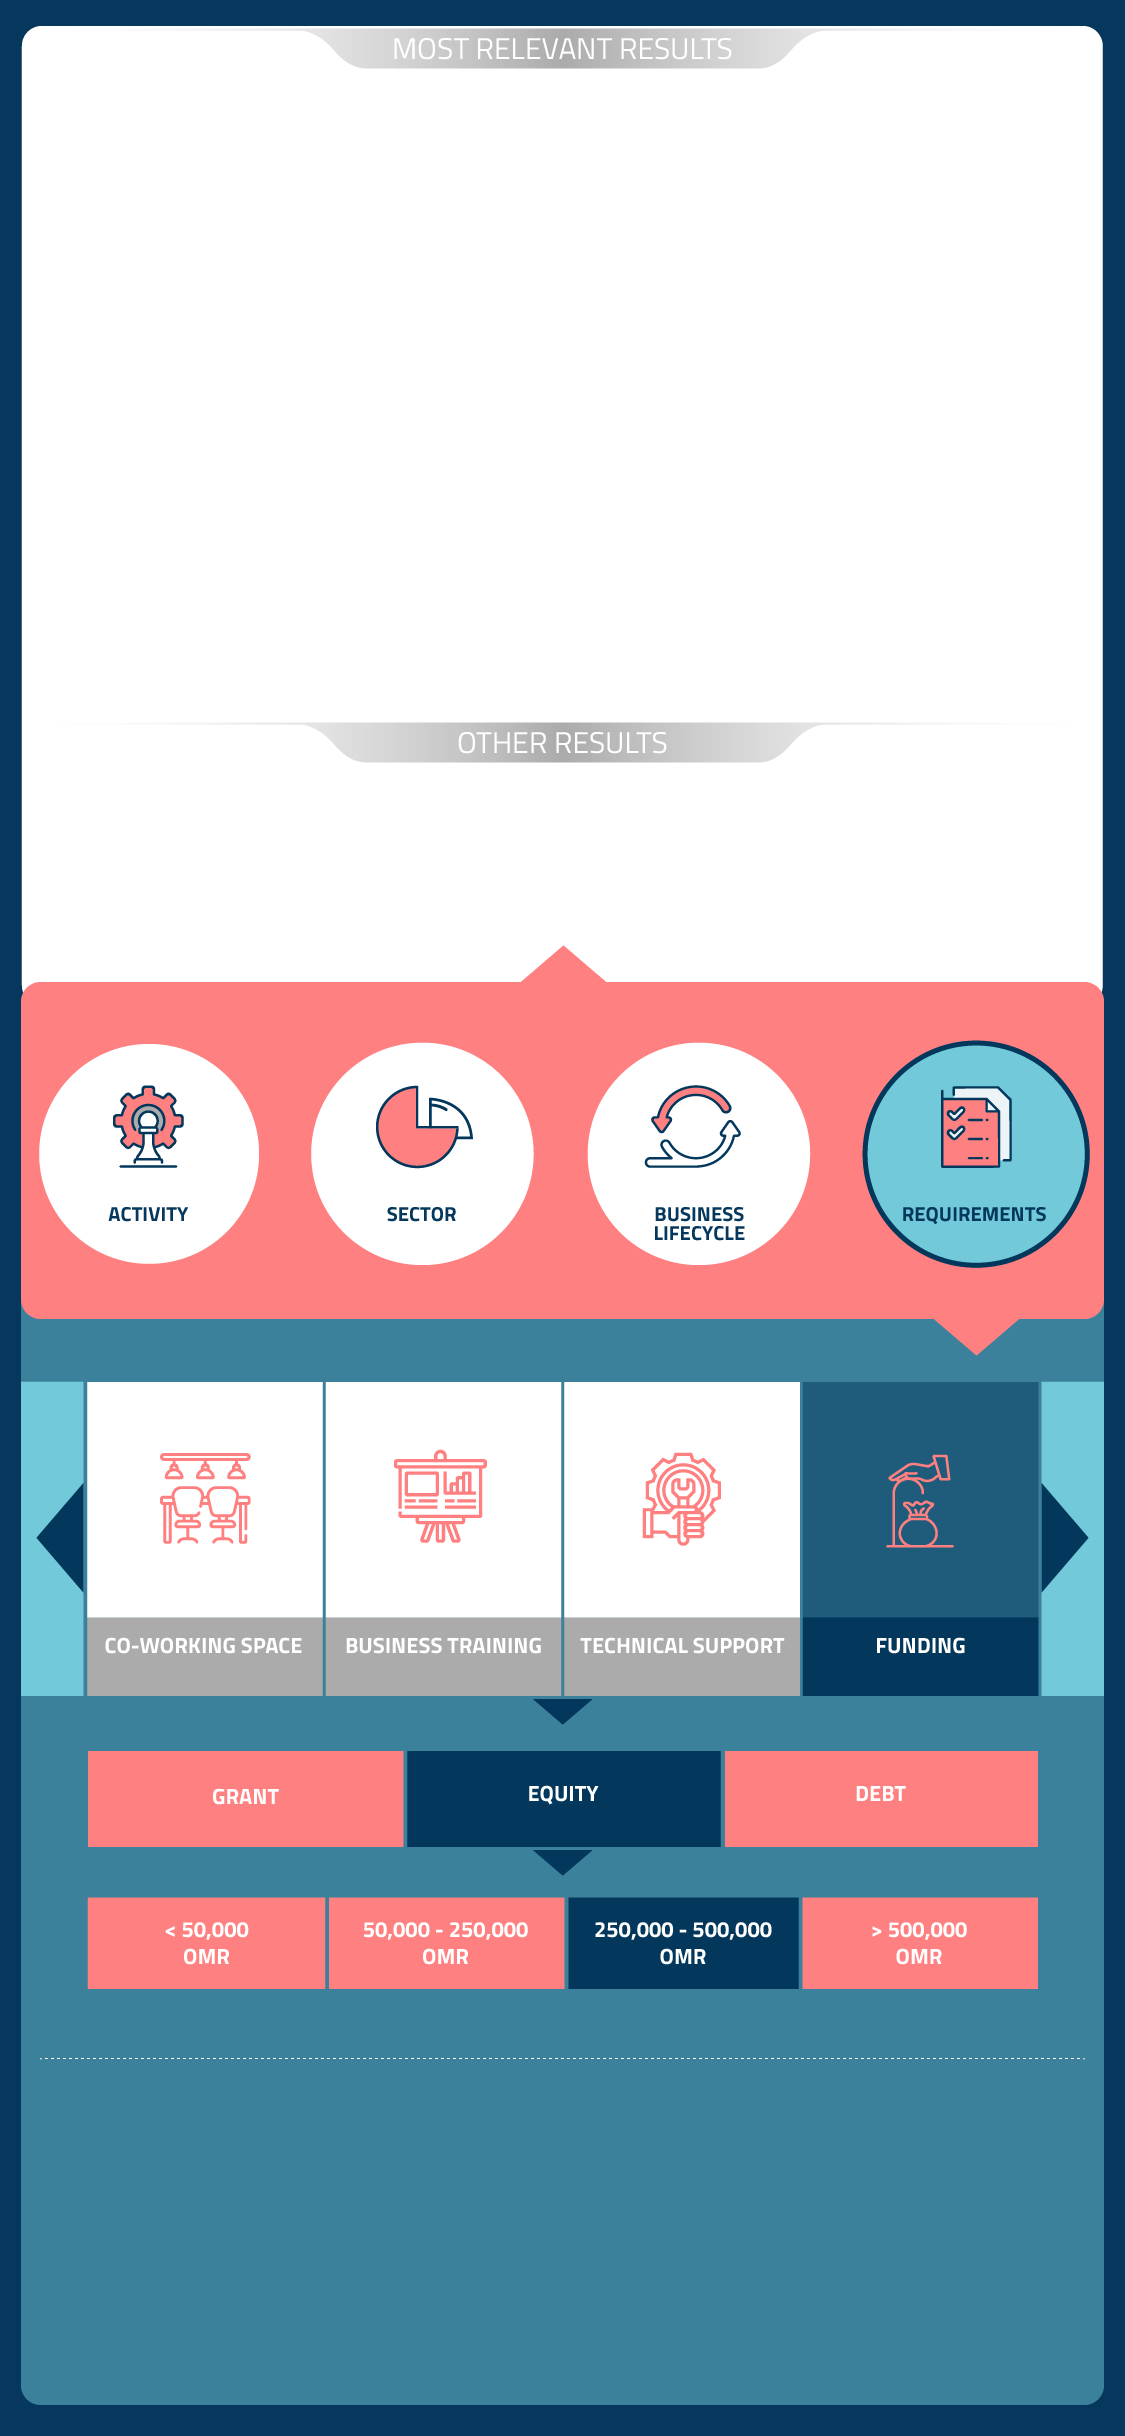 MOST RELEVANT RESULTS
OTHER RESULTS
ACTIVITY
SECTOR
BUSINESS
LIFECYCLE
REQUIREMENTS
CO-WORKING SPACE
BUSINESS TRAINING
TECHNICAL SUPPORT
FUNDING
GRANT
EQUITY
DEBT
< 50,000
OMR
50,000 - 250,000
OMR
250,000 - 500,000
OMR
> 500,000
OMR